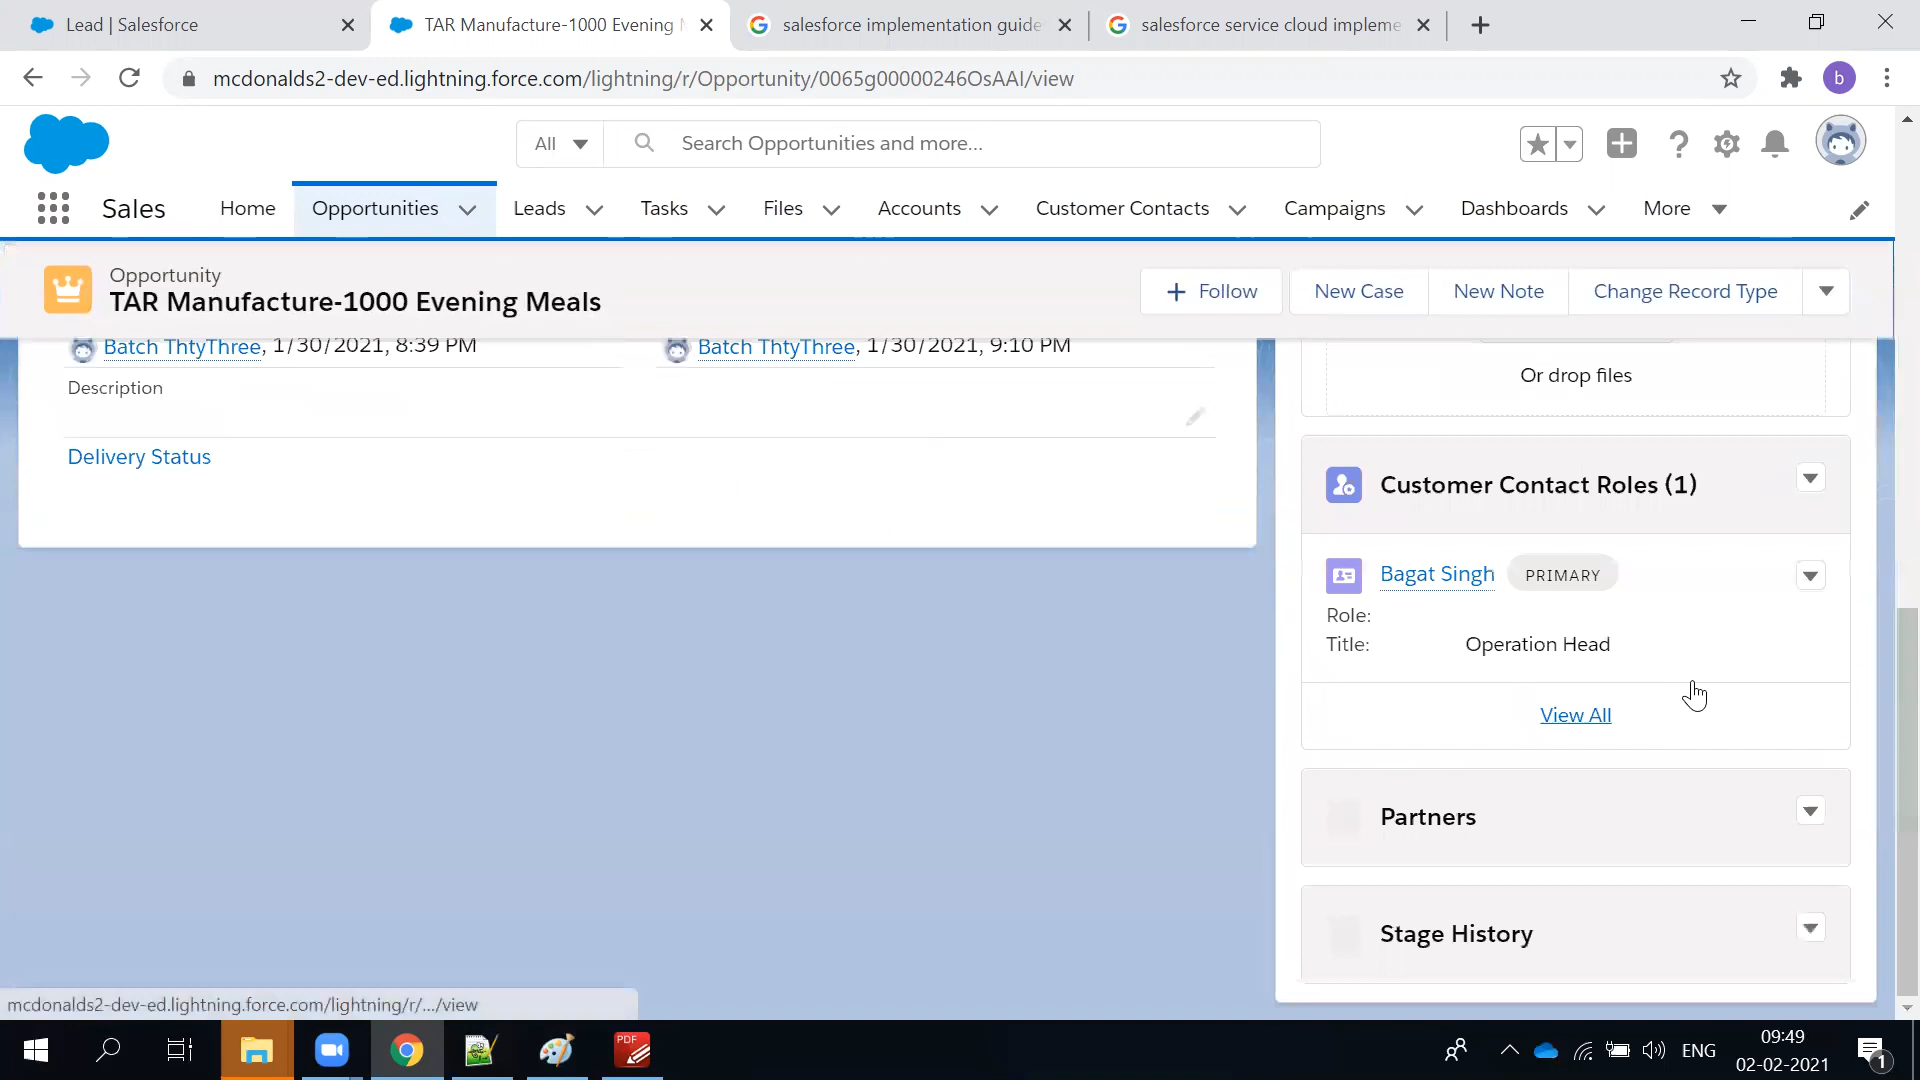 Lead | Salesforce
TAR Manufacture-1000 Evening
salesforce implementation guide
salesforce service cloud impleme
mcdonalds2-dev-ed.lightning.force.com/lightning/r/Opportunity/0065g00000246OsAAI/view
b
All
Search Opportunities and more...
Sales
Home
Opportunities
Leads
Tasks
Files
Accounts
Customer Contacts
Campaigns
Dashboards
More
Opportunity
TAR Manufacture-1000 Evening Meals
Follow
New Case
New Note
Change Record Type
Batch ThtyThree, 1/30/2021, 8:39 PM
Batch ThtyThree, 1/30/2021, 9:10 PM
Description
Delivery Status
Or drop files
Customer Contact Roles (1)
Bagat Singh PRIMARY
Role:
Title: Operation Head
View All
Partners
Stage History
mcdonalds2-dev-ed.lightning.force.com/lightning/r/.../view
PDF
ENG
09:49
02-02-2021
1